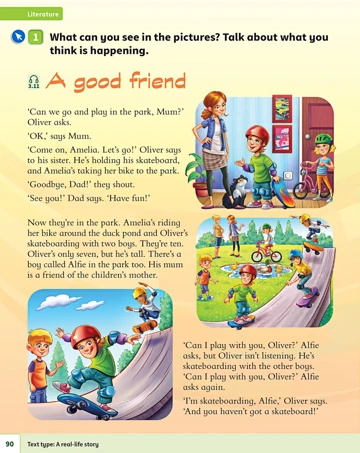 Literature
1 What can you see in the pictures? Talk about what you
think is happening.
3.11
A good friend
‘Can we go and play in the park, Mum?’
Oliver asks.
‘OK,’ says Mum.
‘Come on, Amelia. Let’s go!’ Oliver says
to his sister. He’s holding his skateboard,
and Amelia’s taking her bike to the park.
‘Goodbye, Dad!’ they shout.
‘See you!’ Dad says. ‘Have fun!’
Now they’re in the park. Amelia’s riding
her bike around the duck pond and Oliver’s
skateboarding with two boys. They’re ten.
Oliver’s only seven, but he’s tall. There’s a
boy called Alfie in the park too. His mum
is a friend of the children’s mother.
‘Can I play with you, Oliver?’ Alfie
asks, but Oliver isn’t listening. He’s
skateboarding with the other boys.
‘Can I play with you, Oliver?’ Alfie
asks again.
‘I’m skateboarding, Alfie,’ Oliver says.
‘And you haven’t got a skateboard!’
90 Text type: A real-life story